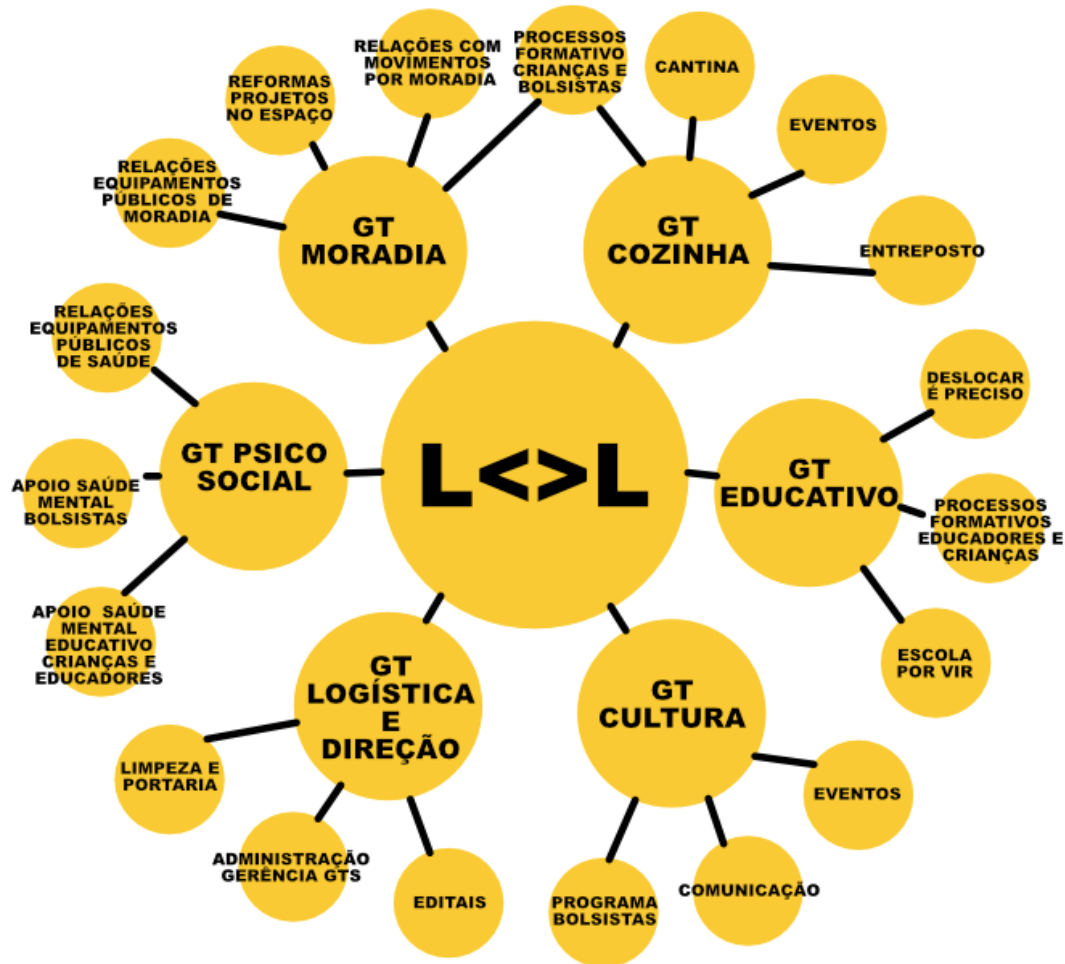 RELAÇÕES COM
MOVIMENTOS
POR MORADIA
PROCESSOS
FORMATIVO
CRIANÇAS E
BOLSISTAS
CANTINA
REFORMAS
PROJETOS
NO ESPAÇO
EVENTOS
RELAÇÕES
EQUIPAMENTOS
PÚBLICOS DE
MORADIA
GT
MORADIA
GT
COZINHA
ENTREPOSTO
RELAÇÕES
EQUIPAMENTOS
PÚBLICOS
DE SAÚDE
DESLOCAR
É PRECISO
GT PSICO
SOCIAL
L<>L
GT
EDUCATIVO
APOIO SAÚDE
MENTAL
BOLSISTAS
PROCESSOS
FORMATIVOS
EDUCADORES E
CRIANÇAS
APOIO SAÚDE
MENTAL
EDUCATIVO
CRIANÇAS E
EDUCADORES
ESCOLA
POR VIR
GT
LOGÍSTICA
E
DIREÇÃO
GT
CULTURA
LIMPEZA E
PORTARIA
EVENTOS
ADMINISTRAÇÃO
GERÊNCIA GTS
EDITAIS
PROGRAMA
BOLSISTAS
COMUNICAÇÃO